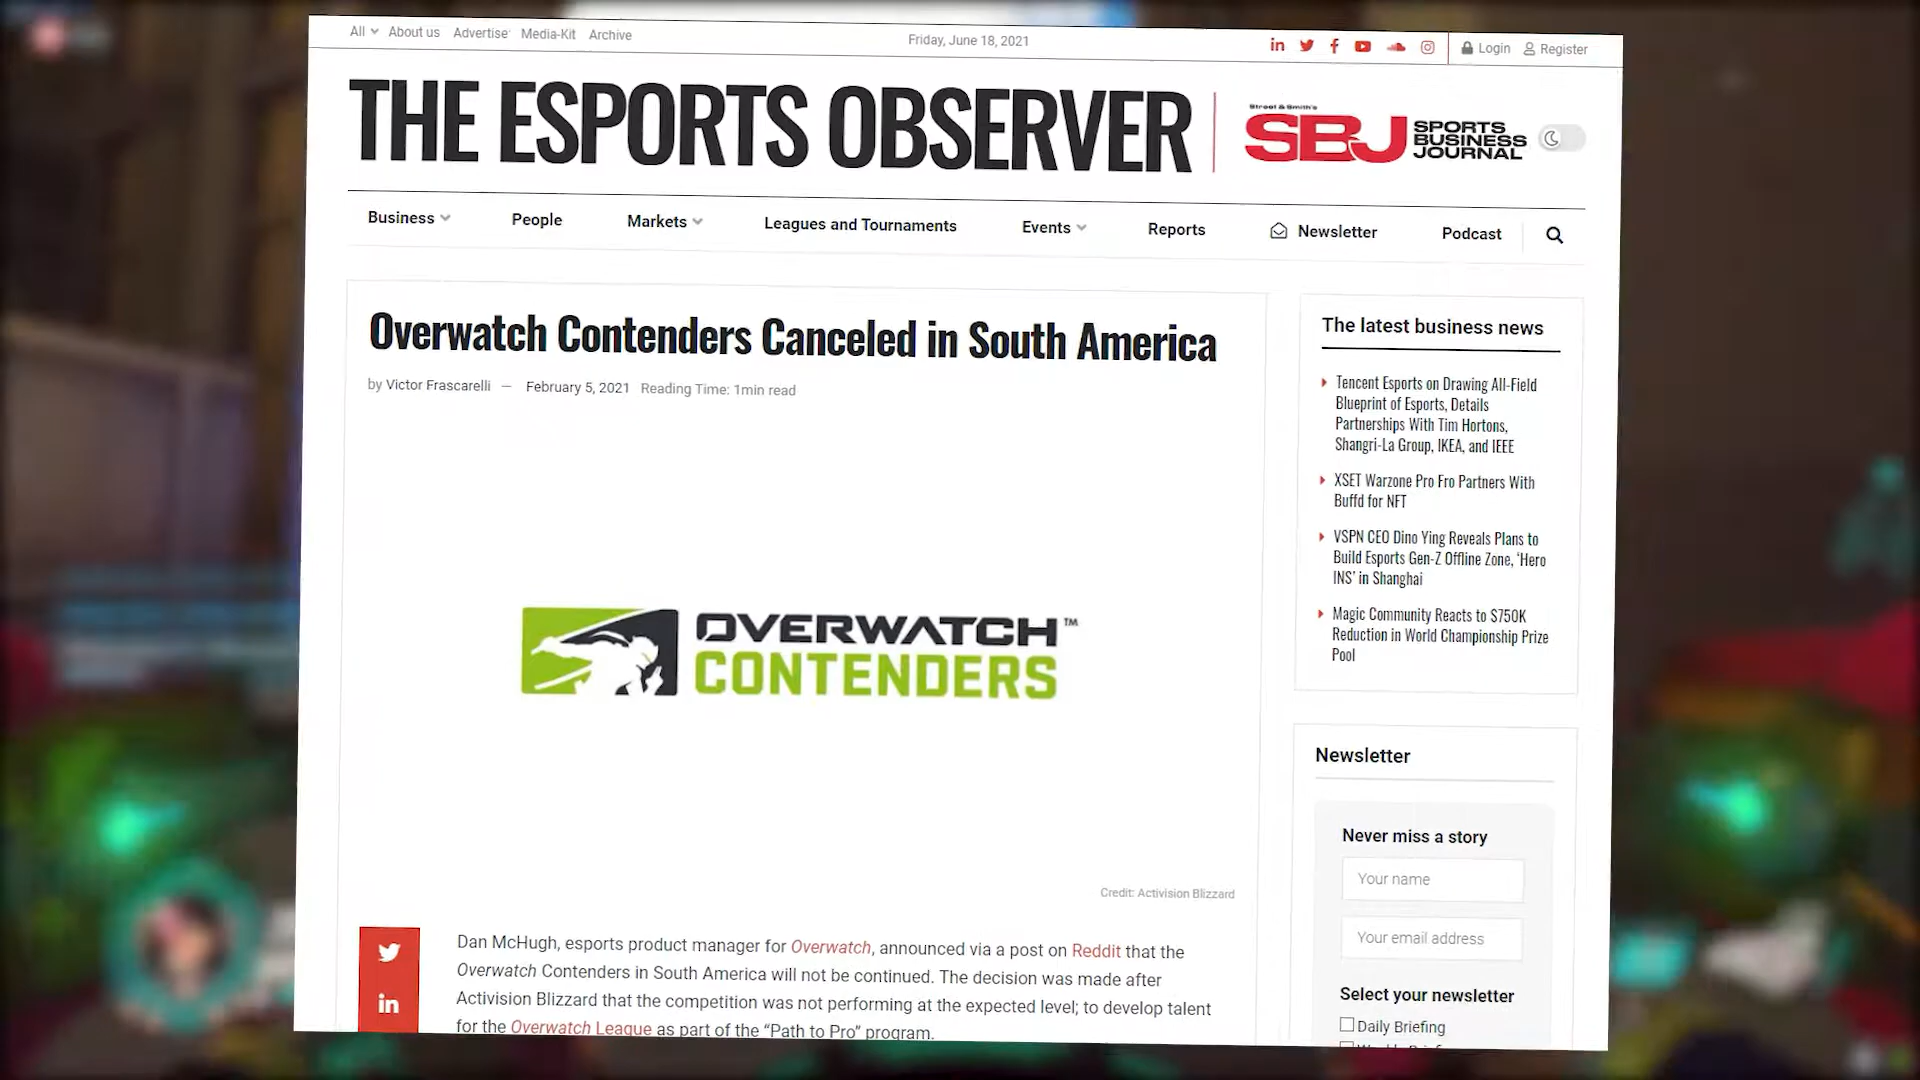 All About us Advertise Media-Kit Archive
Friday, June 18, 2021
Login Register
THE ESPORTS OBSERVER
Street & Smith's
SBJ SPORTS
BUSINESS
JOURNAL
Business People Markets Leagues and Tournaments Events Reports Newsletter Podcast
Overwatch Contenders Canceled in South America
by Victor Frascarelli — February 5, 2021 Reading Time: 1min read
OVERWATCH™
CONTENDERS
Credit: Activision Blizzard
Dan McHugh, esports product manager for Overwatch, announced via a post on Reddit that the
Overwatch Contenders in South America will not be continued. The decision was made after
Activision Blizzard that the competition was not performing at the expected level; to develop talent
for the Overwatch League as part of the “Path to Pro” program.
The latest business news
Tencent Esports on Drawing All-Field
Blueprint of Esports, Details
Partnerships With Tim Hortons,
Shangri-La Group, IKEA, and IEEE
XSET Warzone Pro Fro Partners With
Buffd for NFT
VSPN CEO Dino Ying Reveals Plans to
Build Esports Gen-Z Offline Zone, ‘Hero
INS’ in Shanghai
Magic Community Reacts to $750K
Reduction in World Championship Prize
Pool
Newsletter
Never miss a story
Your name
Your email address
Select your newsletter
Daily Briefing